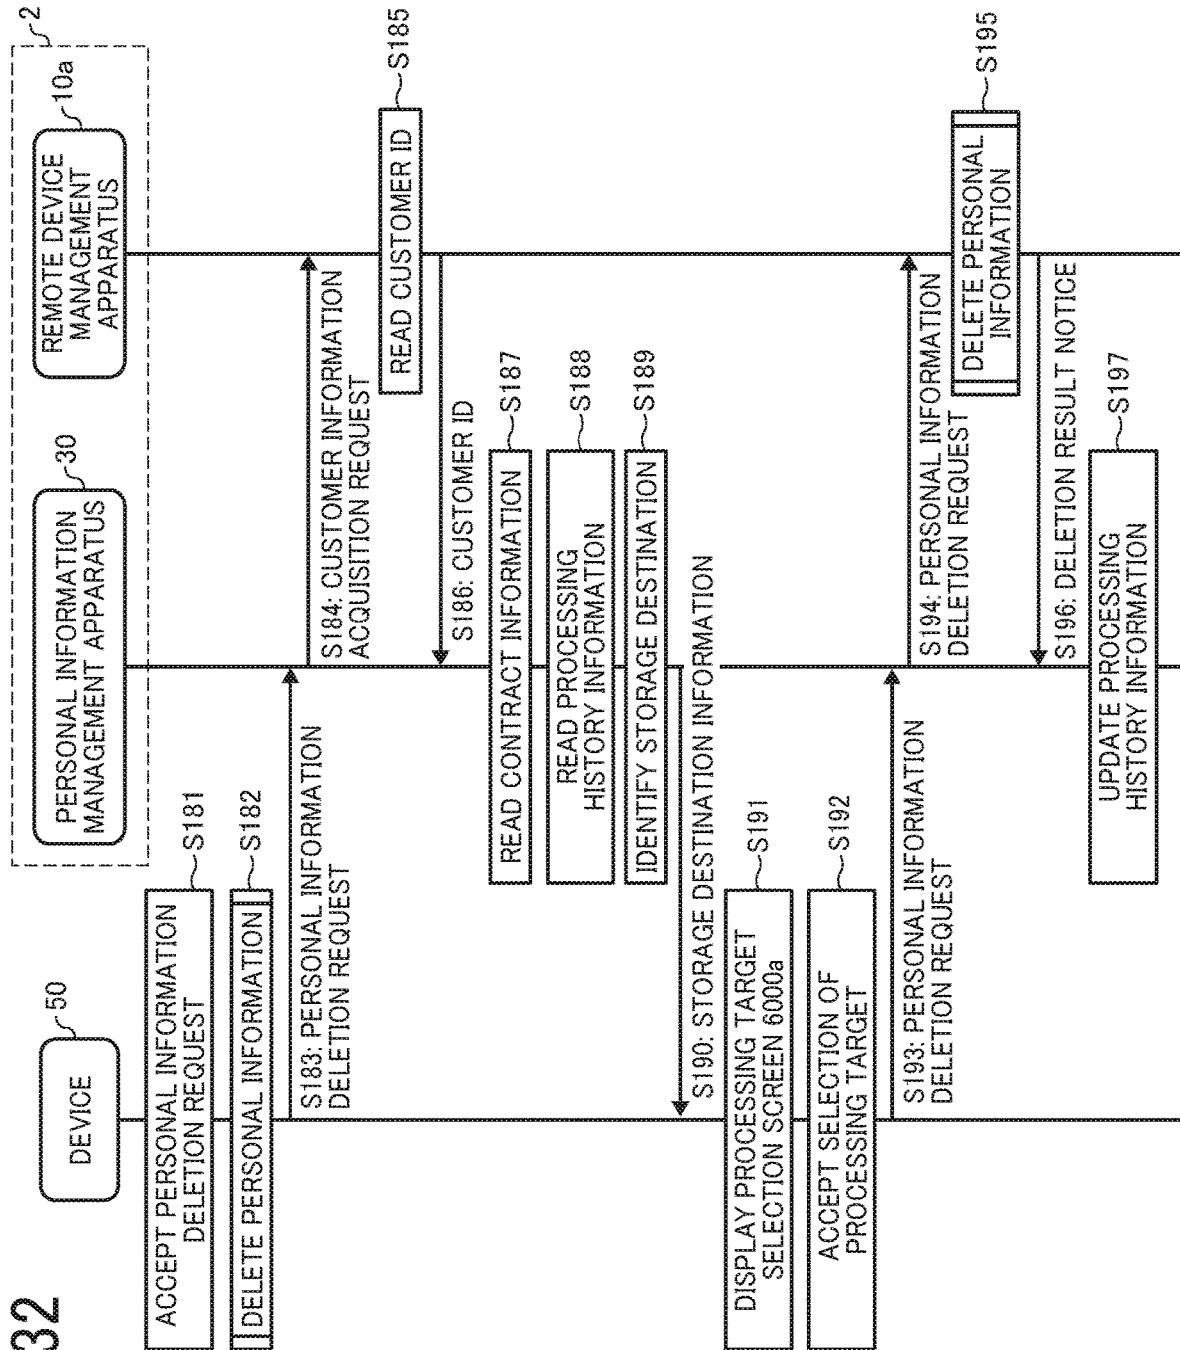 32
2
DEVICE
50
PERSONAL INFORMATION
MANAGEMENT APPARATUS
30
REMOTE DEVICE
MANAGEMENT
APPARATUS
10a
ACCEPT PERSONAL INFORMATION
DELETION REQUEST
S181
DELETE PERSONAL INFORMATION
S182
S183: PERSONAL INFORMATION
DELETION REQUEST
S184: CUSTOMER INFORMATION
ACQUISITION REQUEST
READ CUSTOMER ID
S185
S186: CUSTOMER ID
READ CONTRACT INFORMATION
S187
READ PROCESSING
HISTORY INFORMATION
S188
IDENTIFY STORAGE DESTINATION
S189
S190: STORAGE DESTINATION INFORMATION
DISPLAY PROCESSING TARGET
SELECTION SCREEN 6000a
S191
ACCEPT SELECTION OF
PROCESSING TARGET
S192
S193: PERSONAL INFORMATION
DELETION REQUEST
S194: PERSONAL INFORMATION
DELETION REQUEST
DELETE PERSONAL
INFORMATION
S195
S196: DELETION RESULT NOTICE
UPDATE PROCESSING
HISTORY INFORMATION
S197